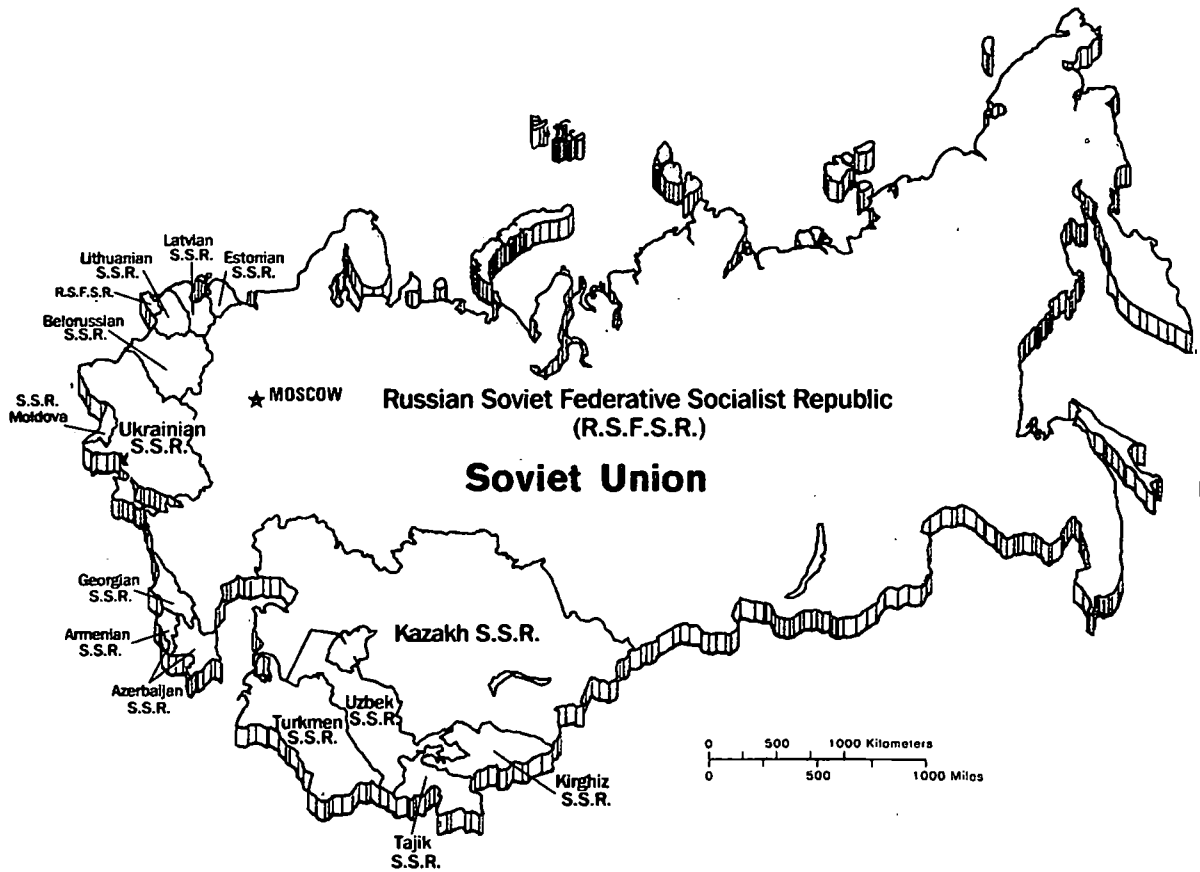 Latvian
S.S.R.
Lithuanian
S.S.R.
Estonian
S.S.R.
R.S.F.S.R.
Belorussian
S.S.R.
MOSCOW
Russian Soviet Federative Socialist Republic
(R.S.F.S.R.)
S.S.R.
Moldova
Ukrainian
S.S.R.
Soviet Union
Georgian
S.S.R.
Armenian
S.S.R.
Kazakh S.S.R.
Azerbaijan
S.S.R.
Uzbek
S.S.R.
Turkmen
S.S.R.
Kirghiz
S.S.R.
Tajik
S.S.R.
0 500 1000 Kilometers
0 500 1000 Miles